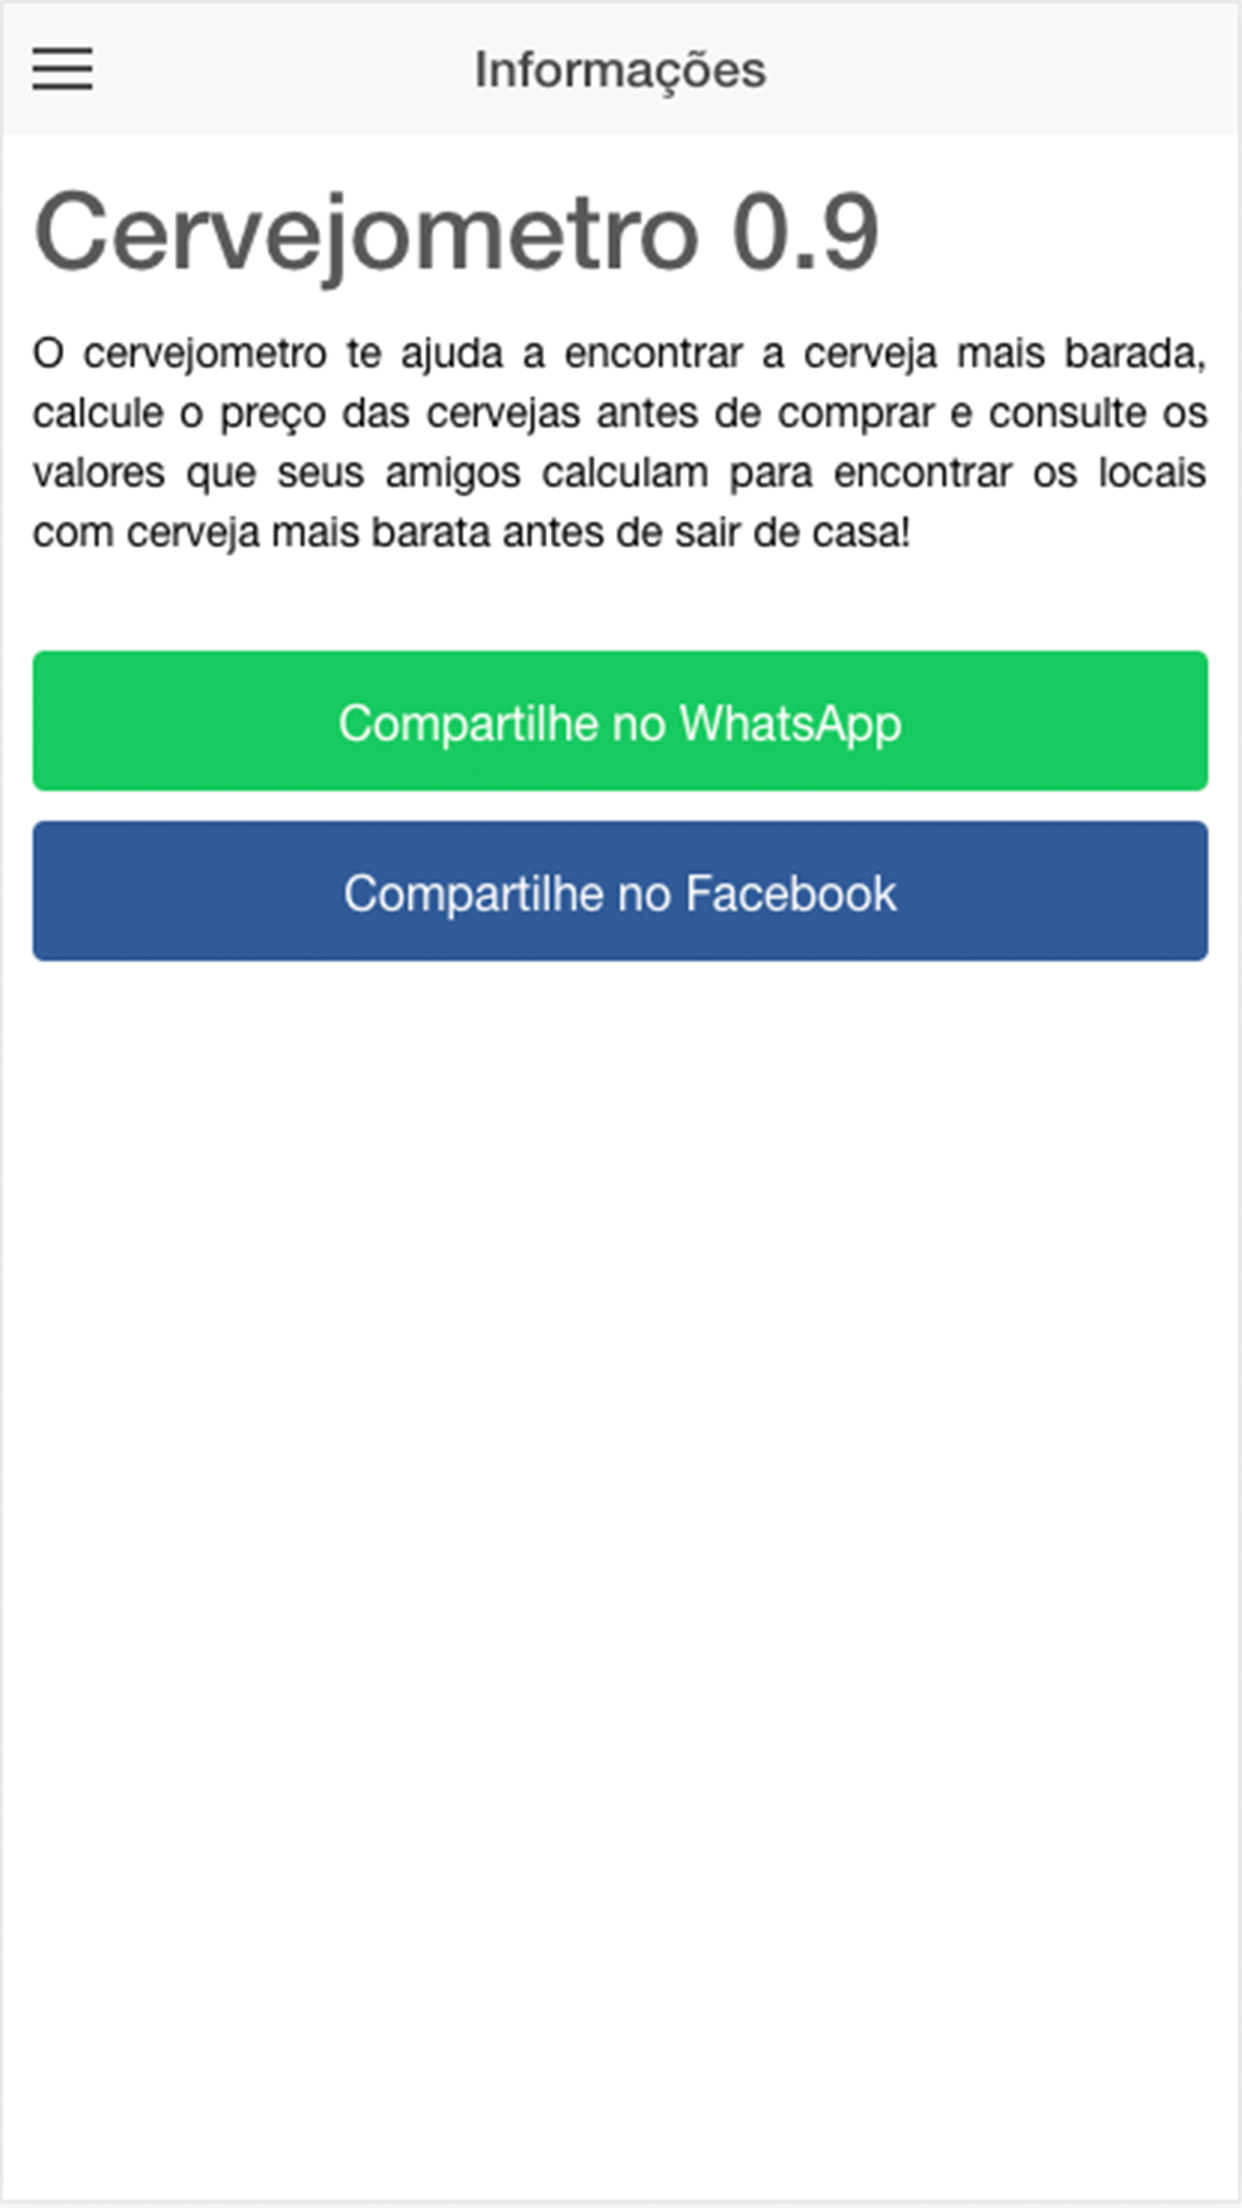 Informações
Cervejometro 0.9
O cervejometro te ajuda a encontrar a cerveja mais barada,
calcule o preço das cervejas antes de comprar e consulte os
valores que seus amigos calculam para encontrar os locais
com cerveja mais barata antes de sair de casa!
Compartilhe no WhatsApp
Compartilhe no Facebook